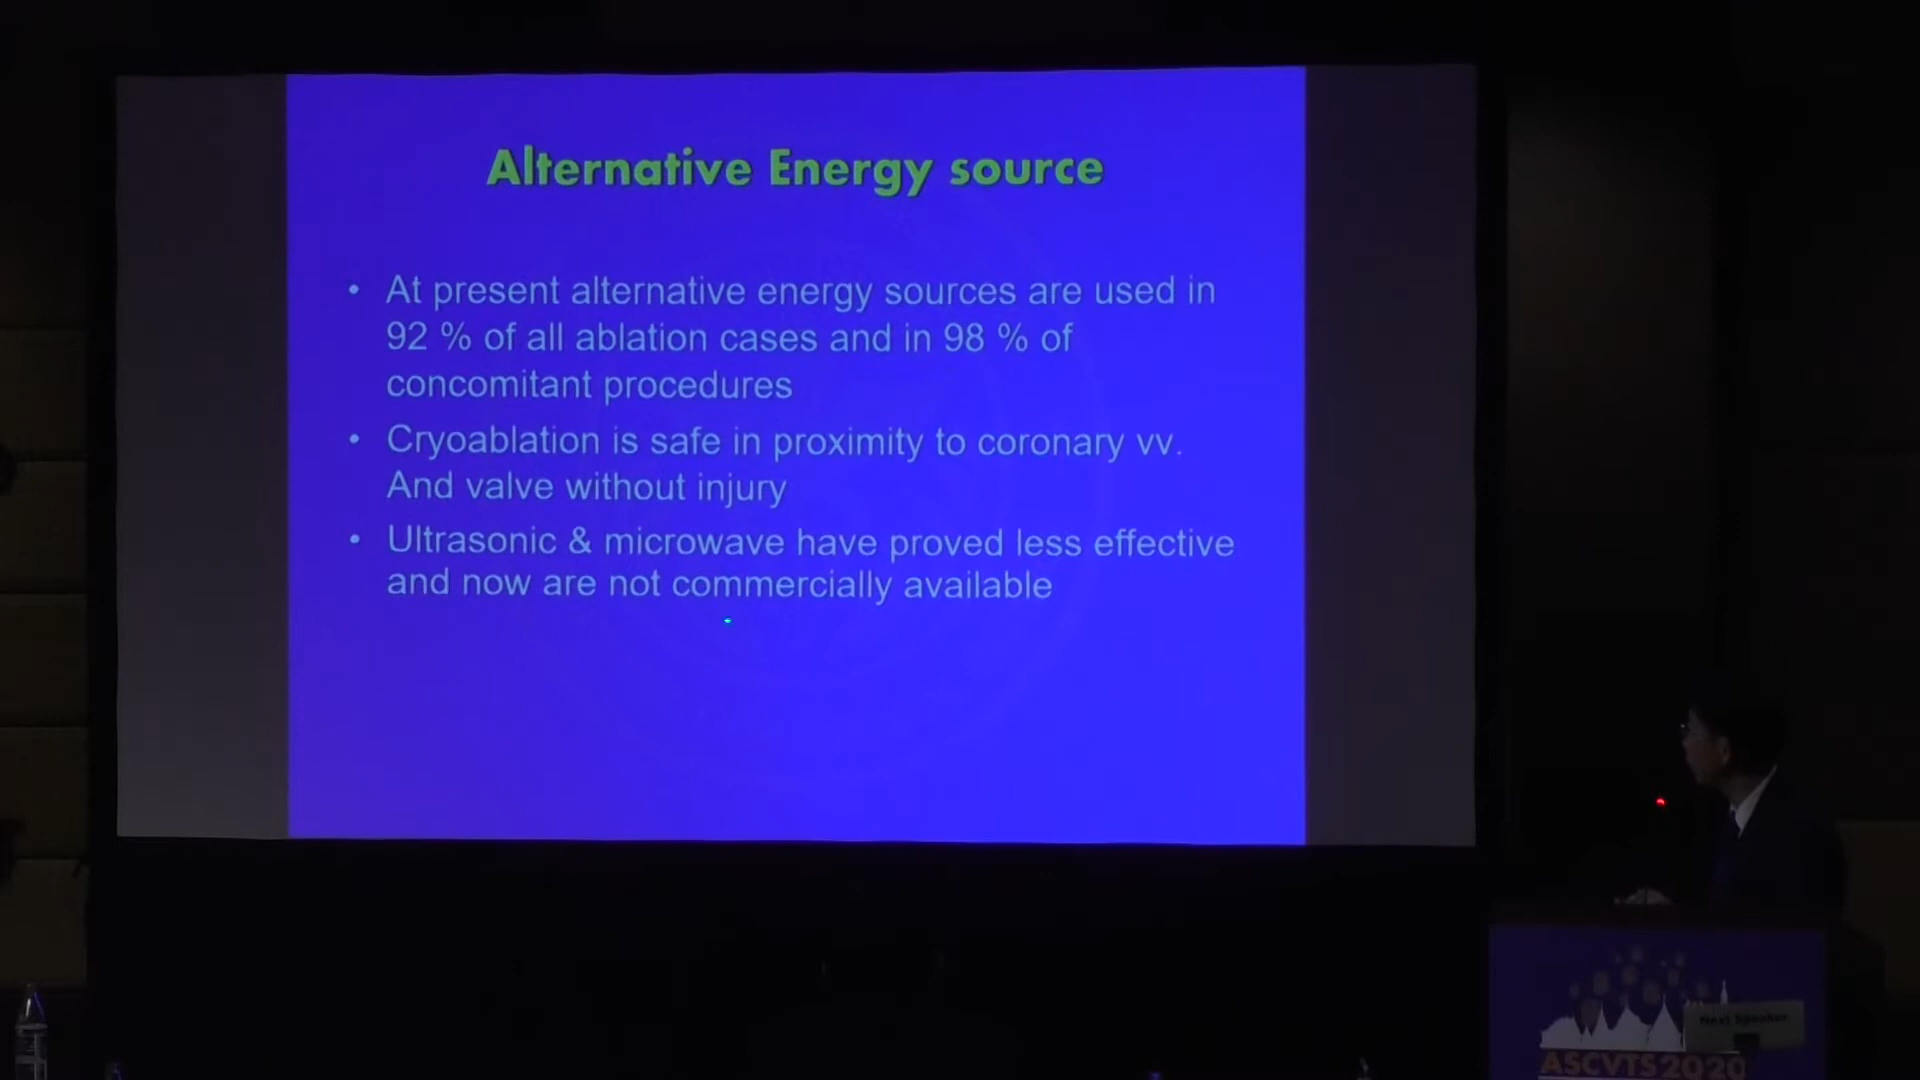 Alternative Energy source
• At present alternative energy sources are used in
92 % of all ablation cases and in 98 % of
concomitant procedures
• Cryoablation is safe in proximity to coronary vv.
And valve without injury
• Ultrasonic & microwave have proved less effective
and now are not commercially available
Next Speaker
ASCVTS2020